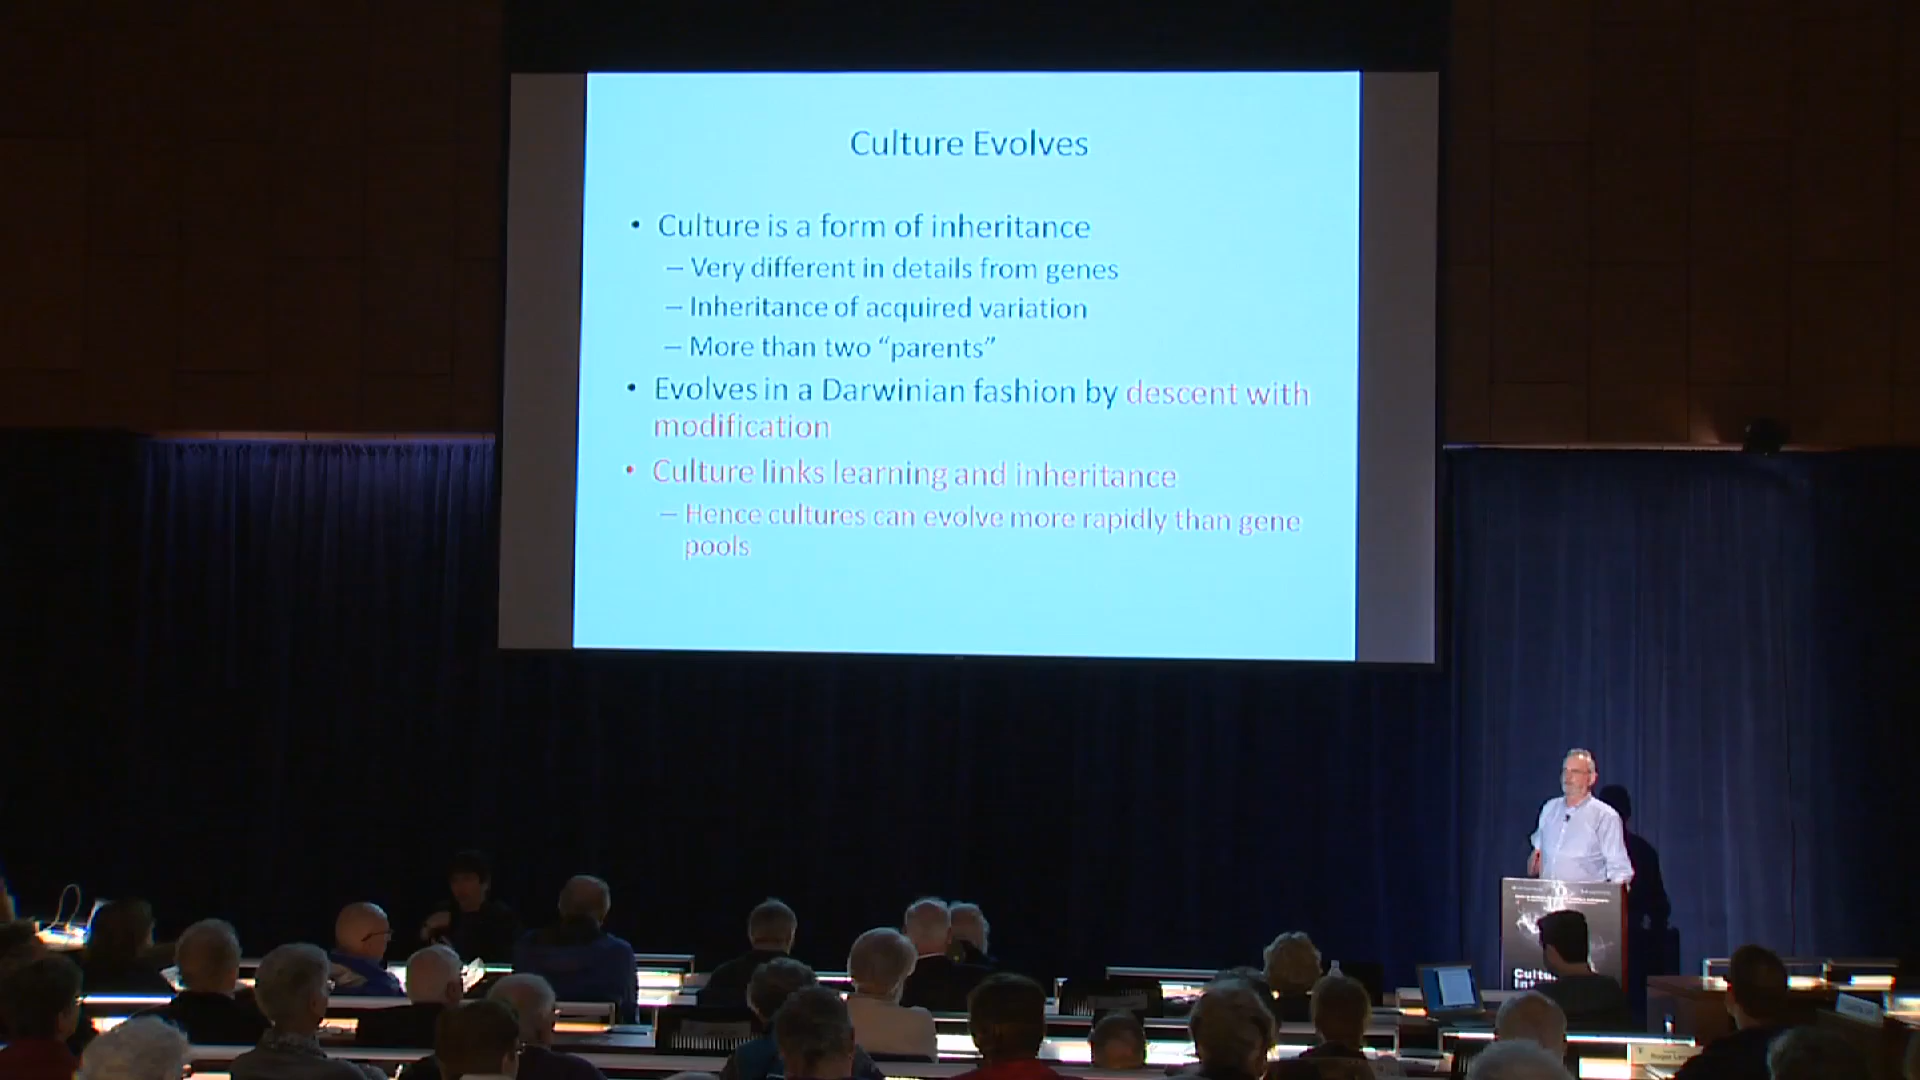 Culture Evolves
• Culture is a form of inheritance
– Very different in details from genes
– Inheritance of acquired variation
– More than two “parents”
• Evolves in a Darwinian fashion by descent with
modification
• Culture links learning and inheritance
– Hence cultures can evolve more rapidly than gene
pools
Roger